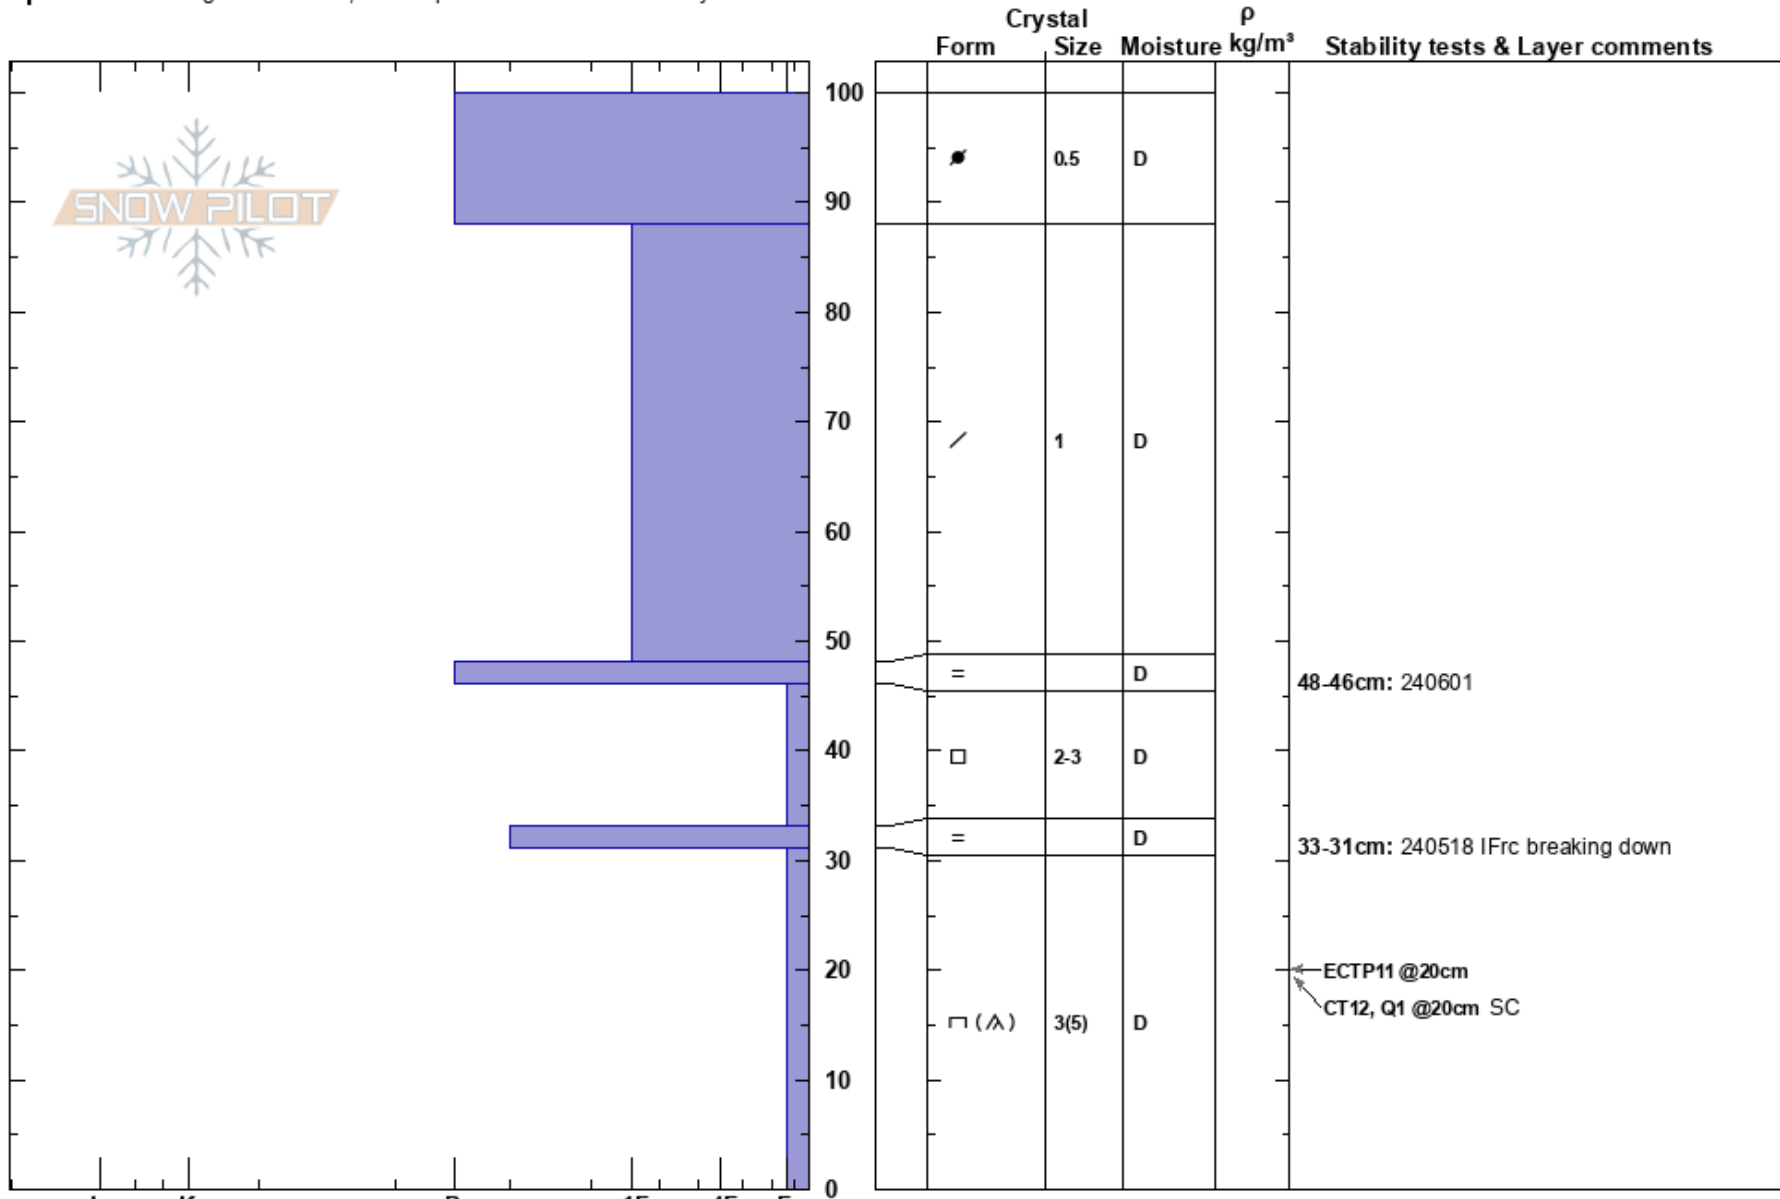 Crystal ρ
Form Size Moisture kg/m³ Stability tests & Layer comments
SNOW PILOT
100
0.5 D
90
80
70
1 D
60
50
= D
48-46cm: 240601
40
2-3 D
= D
33-31cm: 240518 IFrc breaking down
30
20
ECTP11 @20cm
CT12, Q1 @20cm SC
( ) 3(5) D
10
0